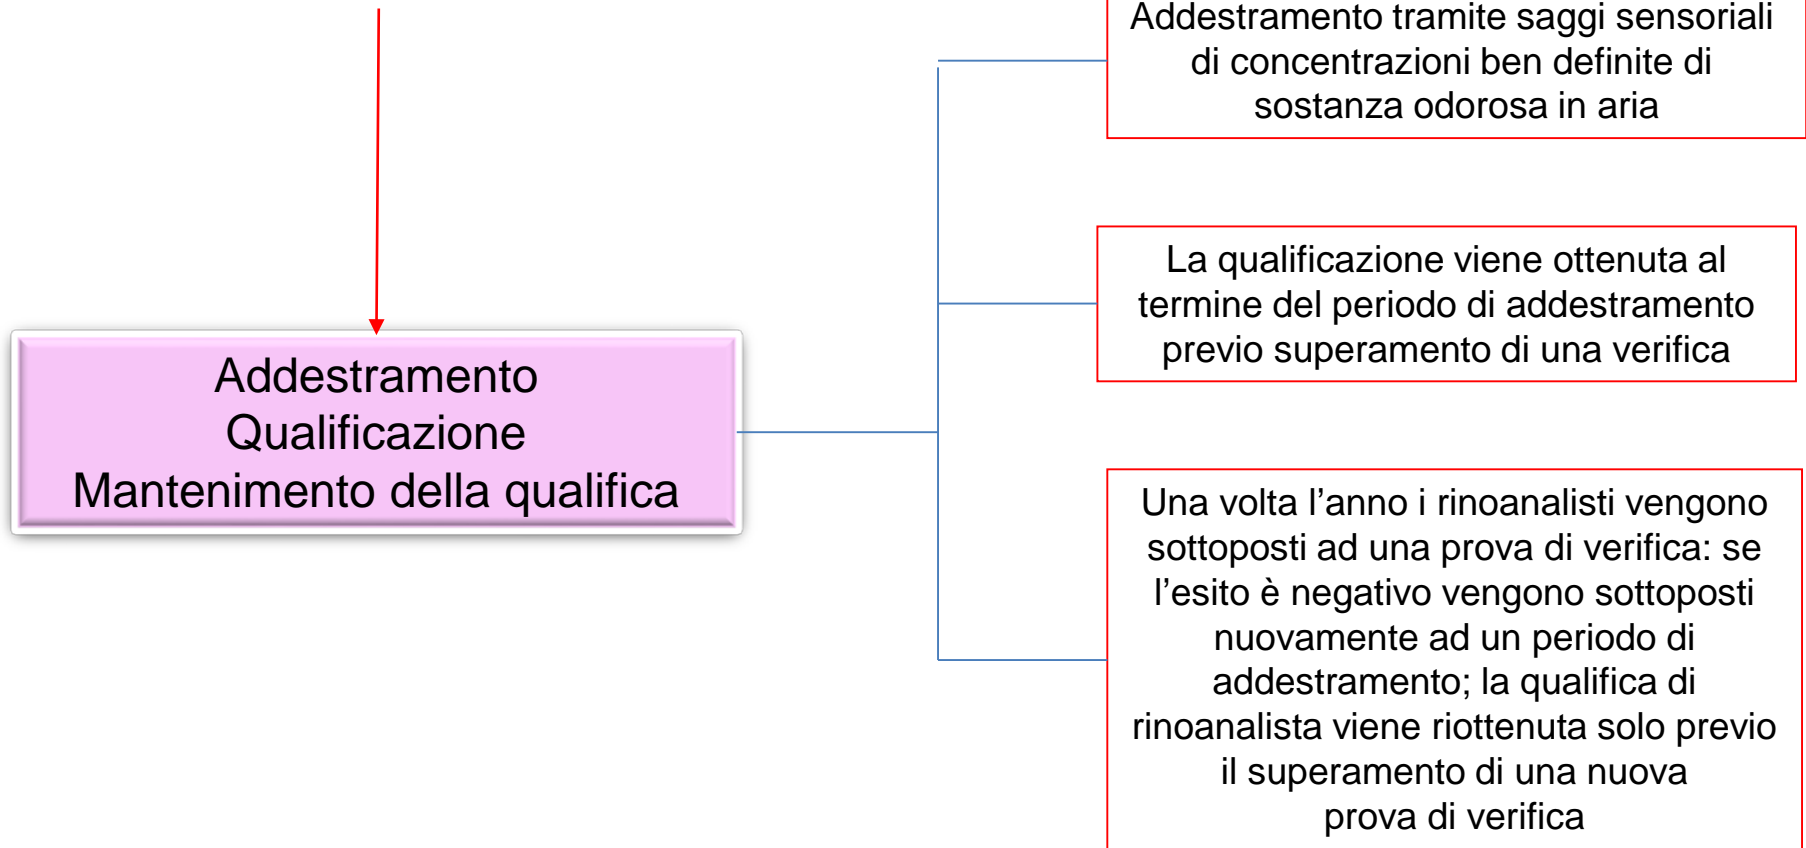 Addestramento tramite saggi sensoriali
di concentrazioni ben definite di
sostanza odorosa in aria
La qualificazione viene ottenuta al
termine del periodo di addestramento
previo superamento di una verifica
Addestramento
Qualificazione
Mantenimento della qualifica
Una volta l’anno i rinoanalisti vengono
sottoposti ad una prova di verifica: se
l’esito è negativo vengono sottoposti
nuovamente ad un periodo di
addestramento; la qualifica di
rinoanalista viene riottenuta solo previo
il superamento di una nuova
prova di verifica